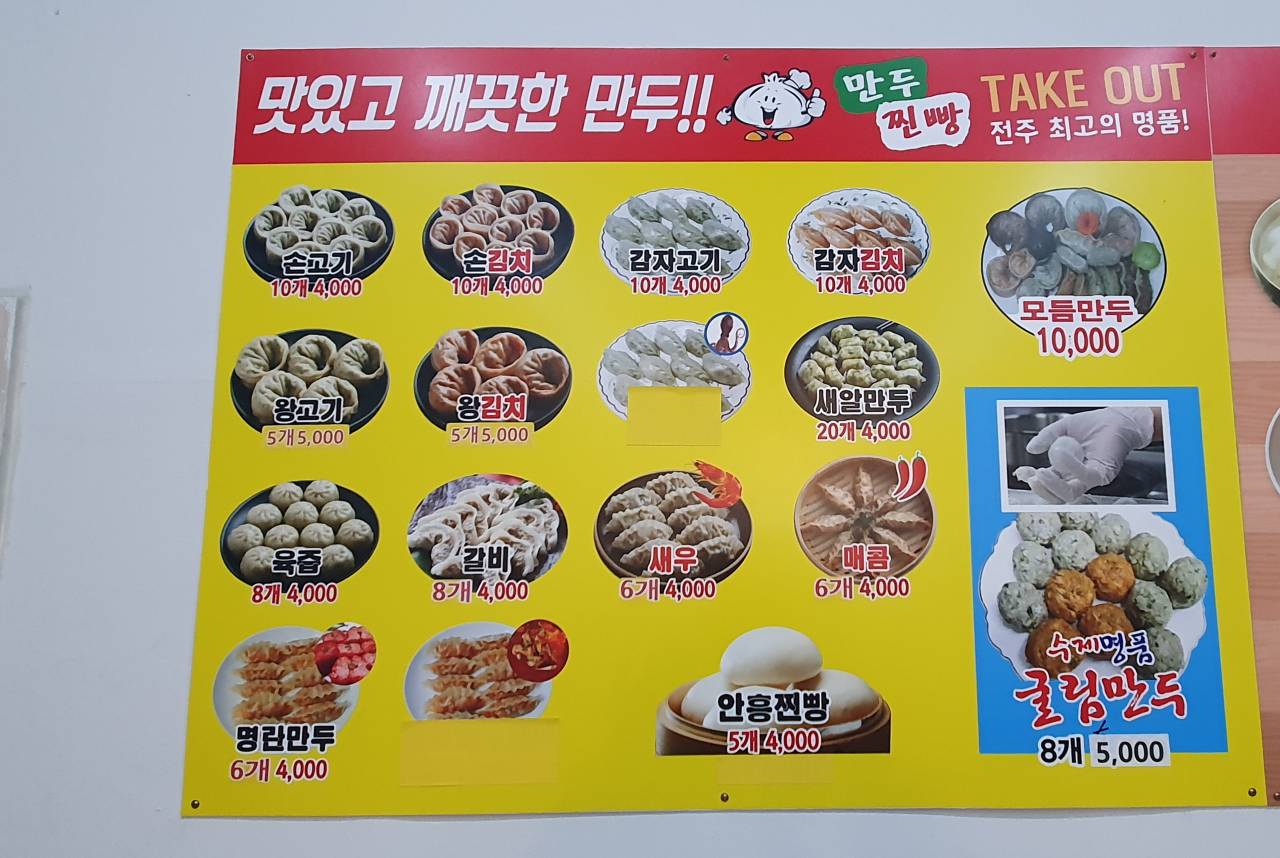 맛있고 깨끗한 만두!!
만두
찐빵
TAKE OUT
전주 최고의 명품!
손고기
10개 4,000
손김치
10개 4,000
감자고기
10개 4,000
감자김치
10개 4,000
모듬만두
10,000
왕고기
5개 5,000
왕김치
5개 5,000
새알만두
20개 4,000
육즙
8개 4,000
갈비
8개 4,000
새우
6개 4,000
매콤
6개 4,000
명란만두
6개 4,000
안흥찐빵
5개 4,000
수제명품
굴림만두
8개 5,000